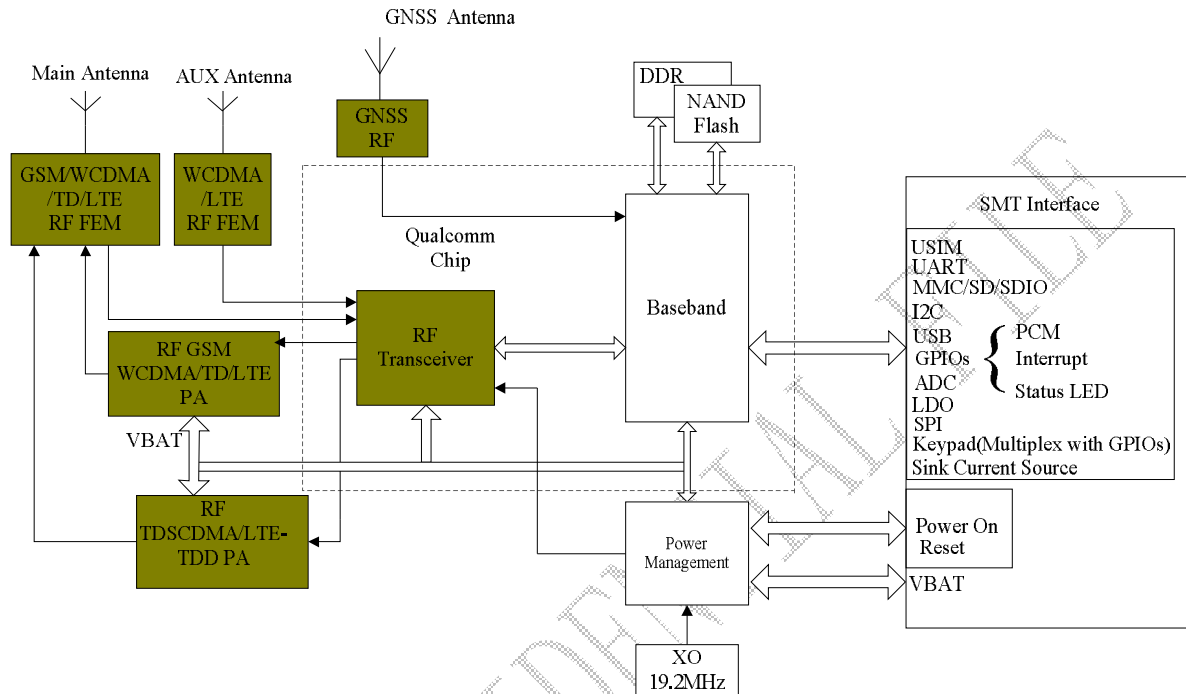 GNSS Antenna
Main Antenna
AUX Antenna
DDR
NAND
Flash
GNSS
RF
GSM/WCDMA
/TD/LTE
RF FEM
WCDMA
/LTE
RF FEM
Qualcomm
Chip
Baseband
RF
Transceiver
RF GSM
WCDMA/TD/LTE
PA
VBAT
RF
TDSCDMA/LTE-
TDD PA
Power
Management
XO
19.2MHz
SMT Interface
USIM
UART
MMC/SD/SDIO
I2C
USB
GPIOs
{
PCM
Interrupt
Status LED
ADC
LDO
SPI
Keypad(Multiplex with GPIOs)
Sink Current Source
Power On
Reset
VBAT
DENTIAL FILE